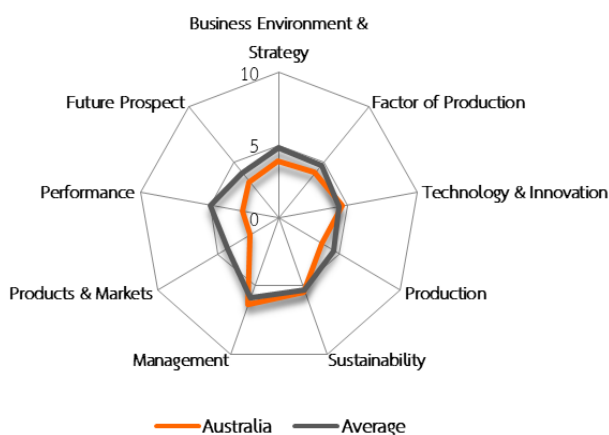 Business Environment &
Strategy
10
Future Prospect
Factor of Production
5
Performance
Technology & Innovation
0
Products & Markets
Production
Management
Sustainability
Australia
Average